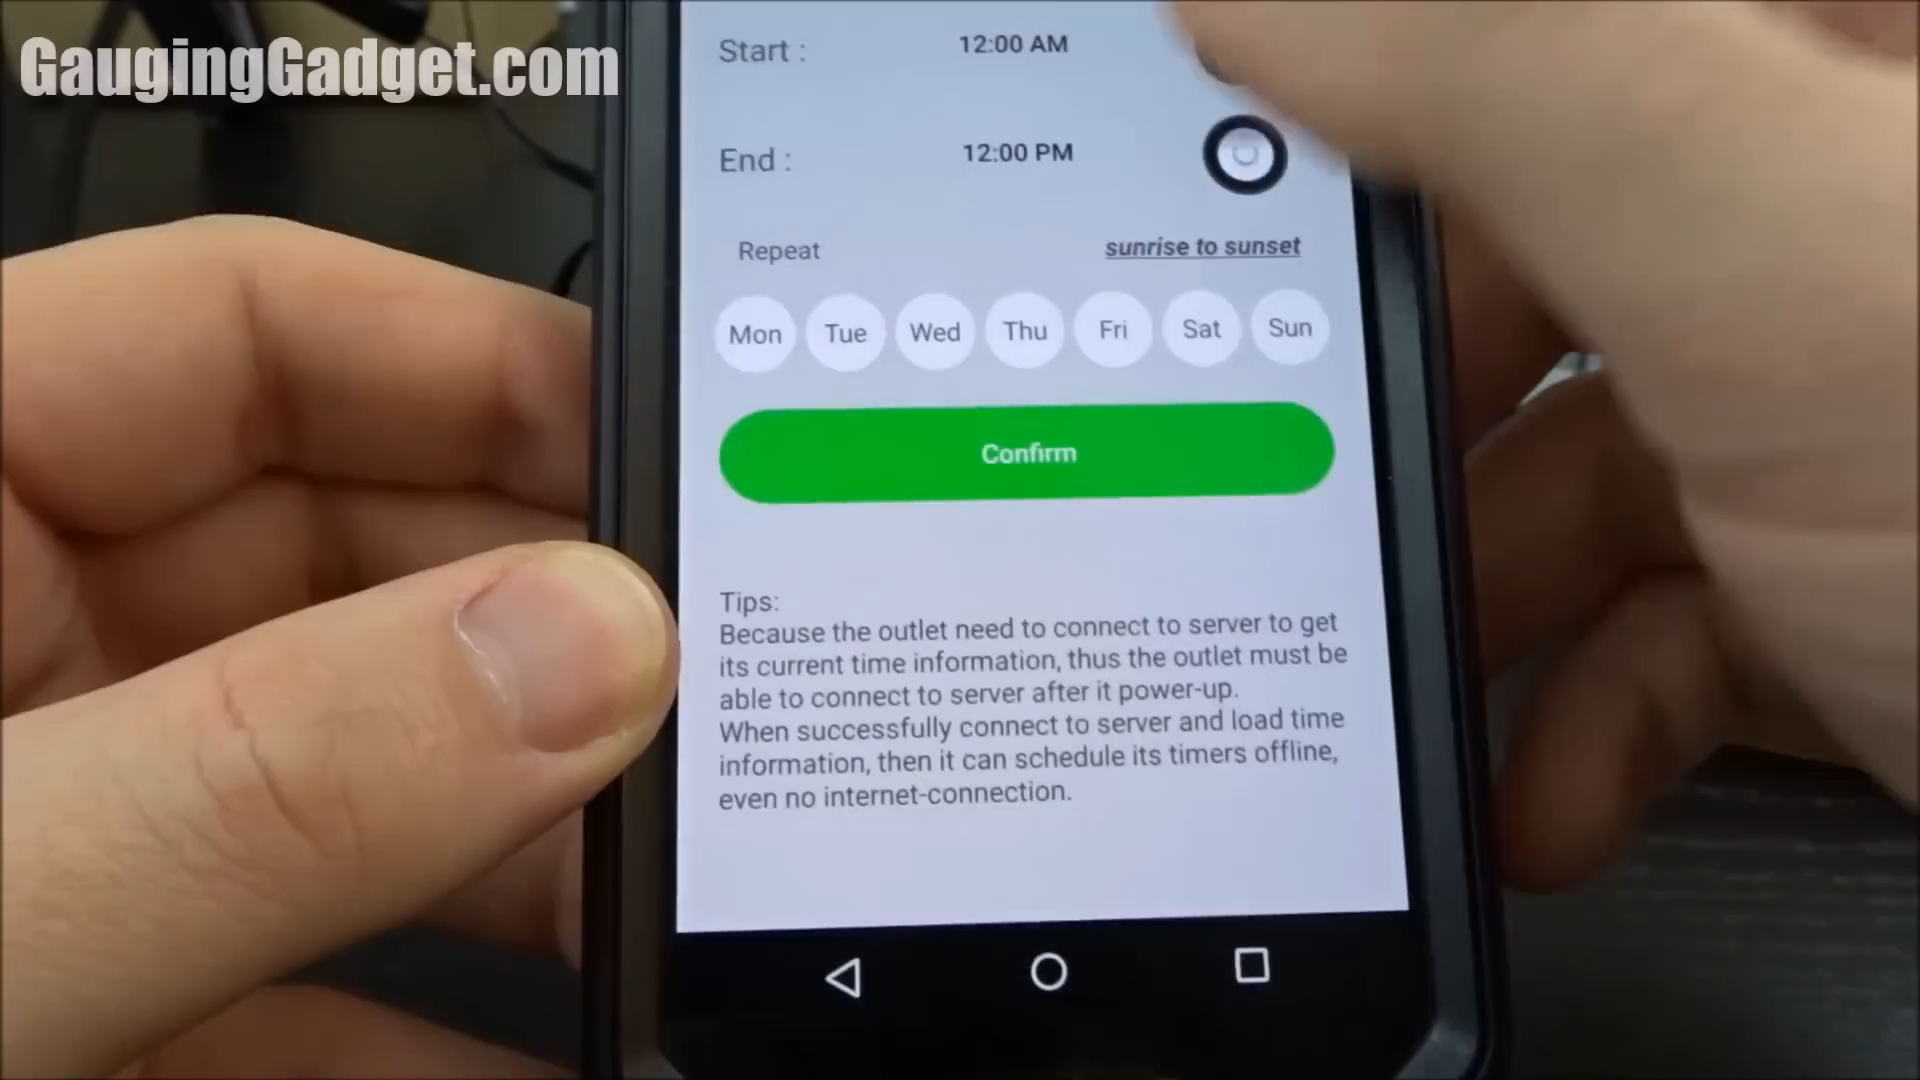 GaugingGadget.com
Start : 12:00 AM
End : 12:00 PM
Repeat sunrise to sunset
Mon Tue Wed Thu Fri Sat Sun
Confirm
Tips:
Because the outlet need to connect to server to get
its current time information, thus the outlet must be
able to connect to server after it power-up.
When successfully connect to server and load time
information, then it can schedule its timers offline,
even no internet-connection.